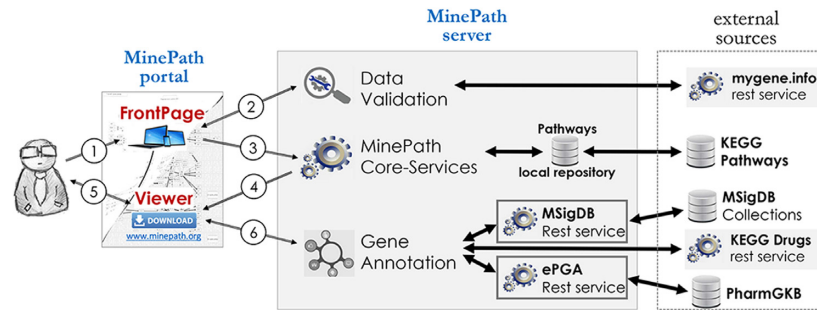 MinePath
portal
MinePath
server
external
sources
FrontPage
Viewer
DOWNLOAD
www.minepath.org
1
2
3
4
5
6
Data
Validation
MinePath
Core-Services
Gene
Annotation
Pathways
local repository
MSigDB
Rest service
ePGA
Rest service
mygene.info
rest service
KEGG
Pathways
MSigDB
Collections
KEGG Drugs
rest service
PharmGKB